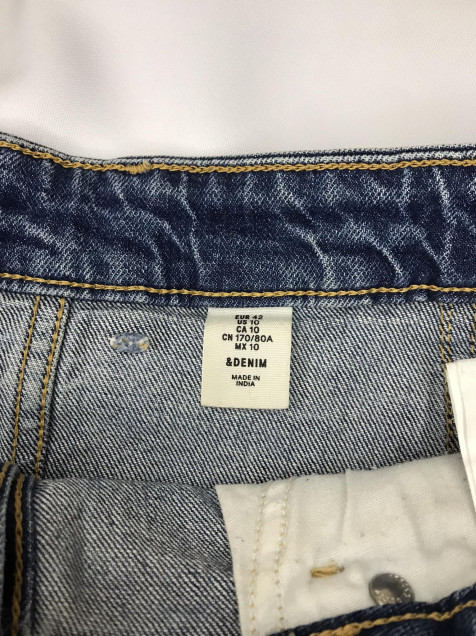 EUR 42
US 10
CA 10
CN 170/80A
MX 10
&DENIM
MADE IN
INDIA